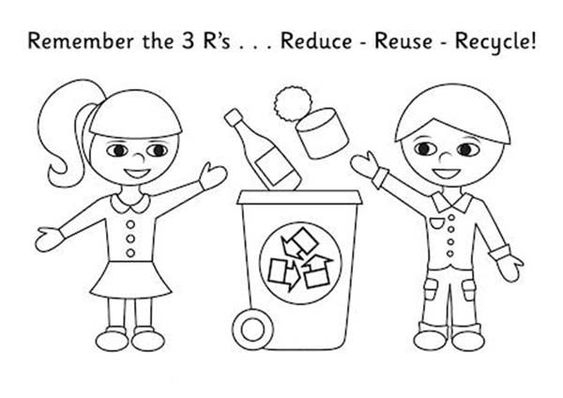 Remember the 3 R's . . . Reduce - Reuse - Recycle!